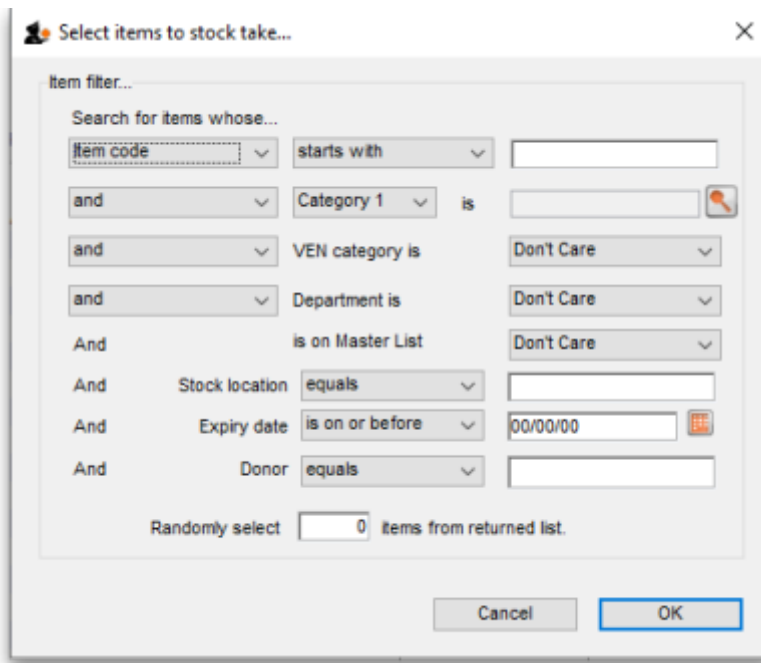 Select items to stock take...
Item filter...
Search for items whose...
Item code starts with
and Category 1 is
and VEN category is Don't Care
and Department is Don't Care
And is on Master List Don't Care
And Stock location equals
And Expiry date is on or before 00/00/00
And Donor equals
Randomly select 0 items from returned list.
Cancel OK